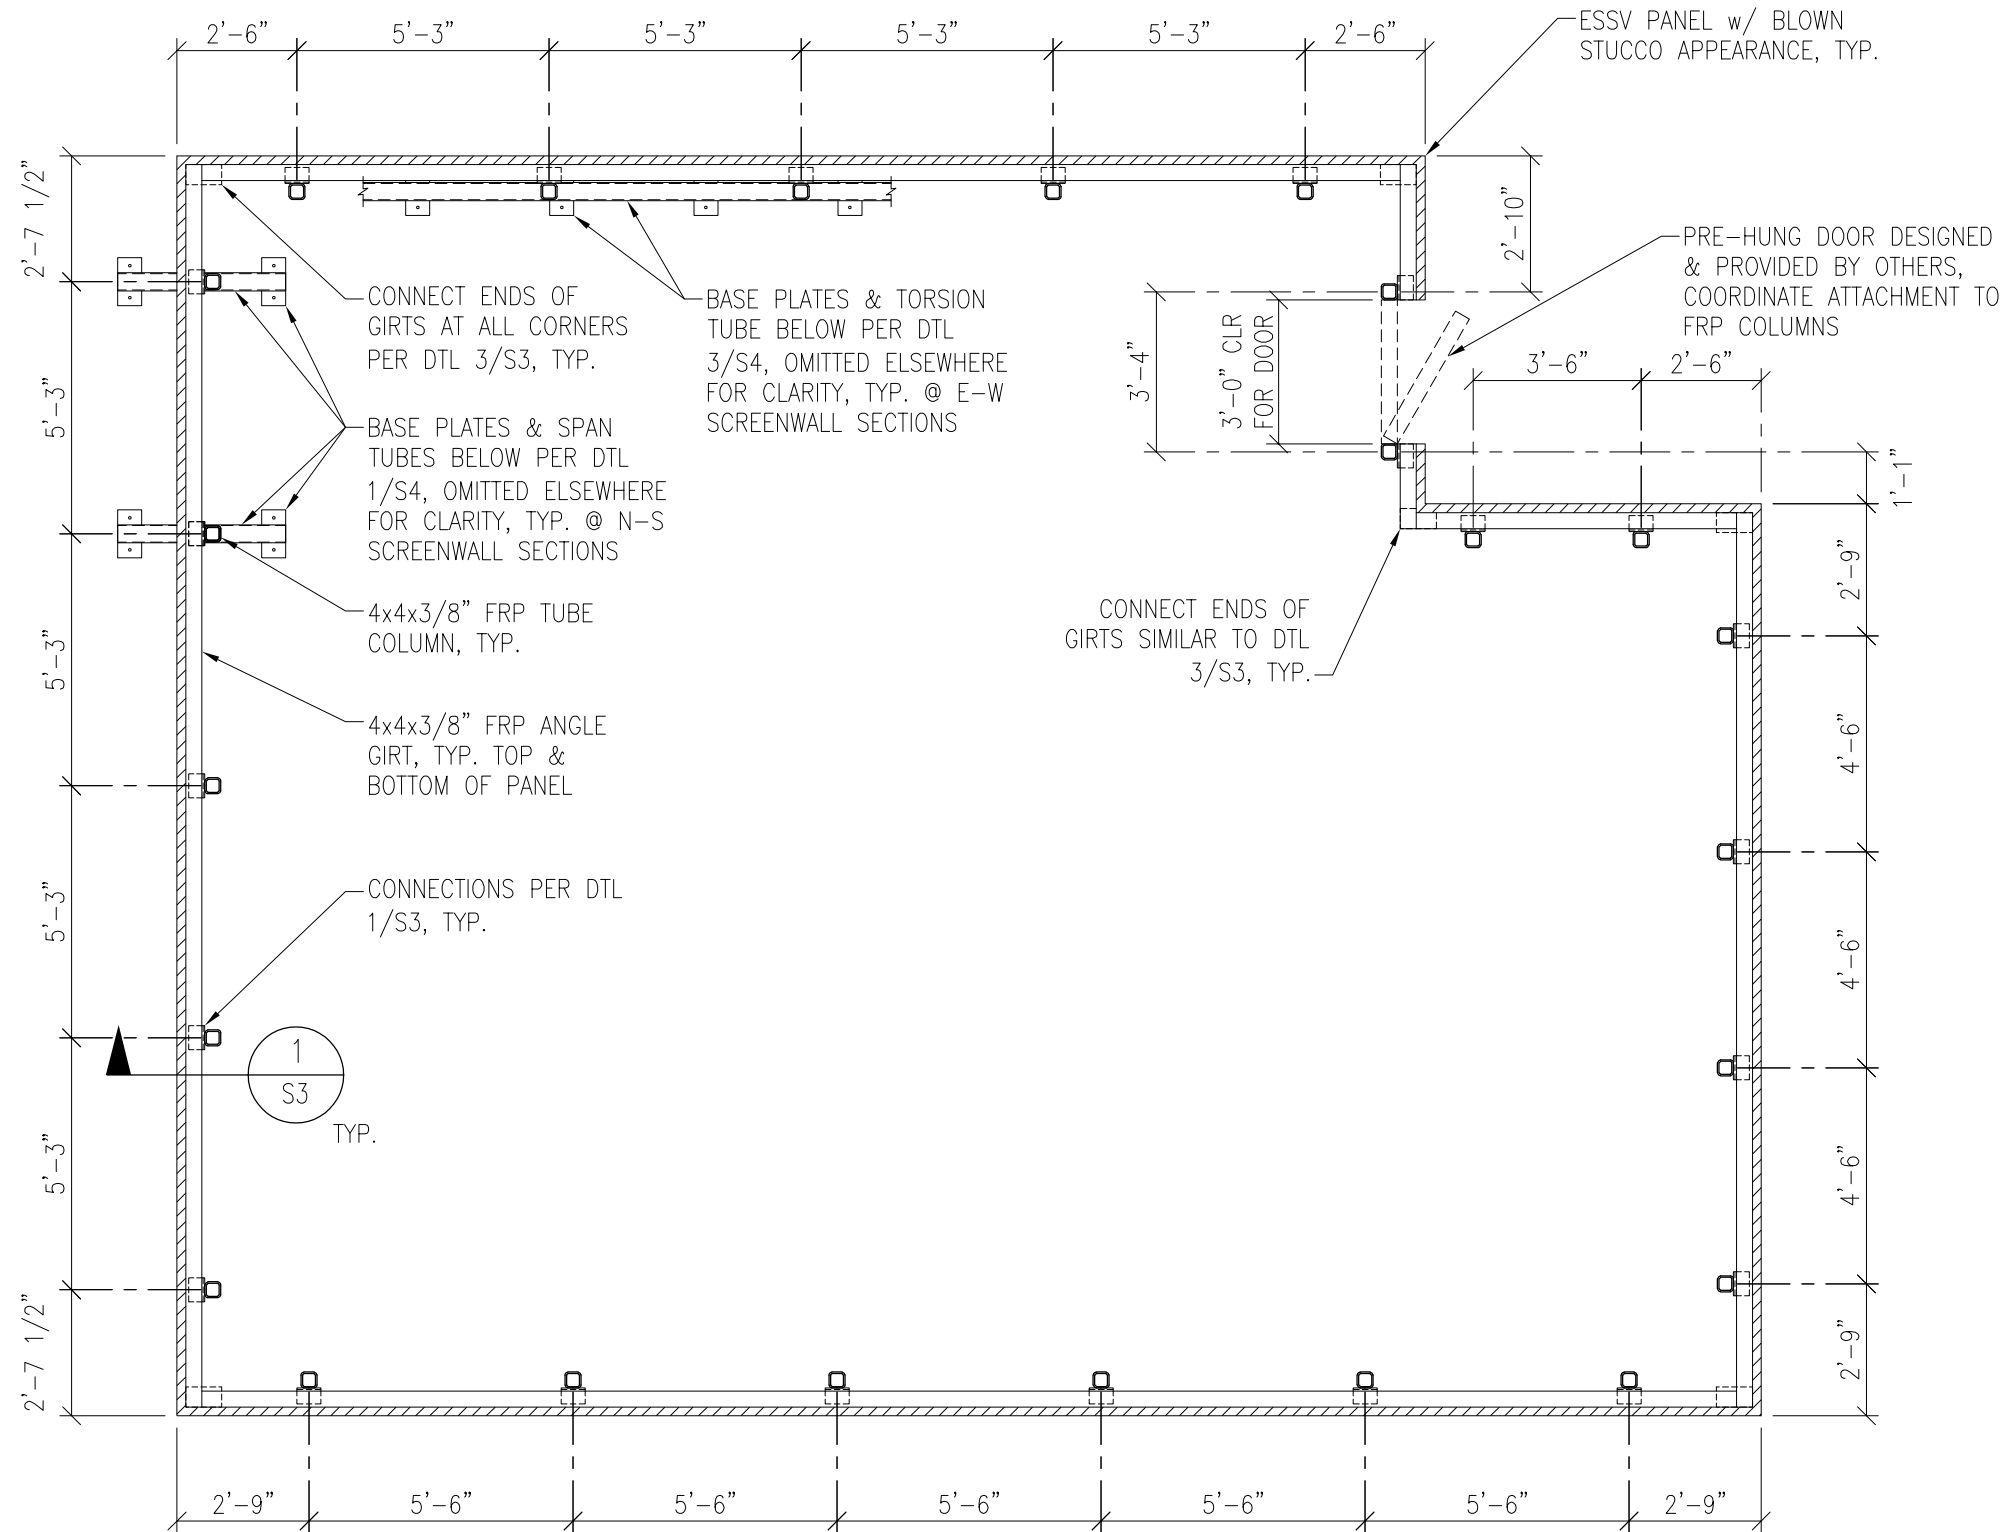 2'-6"
5'-3"
5'-3"
5'-3"
5'-3"
2'-6"
ESSV PANEL w/ BLOWN
STUCCO APPEARANCE, TYP.
2'-7 1/2"
5'-3"
5'-3"
5'-3"
5'-3"
2'-7 1/2"
CONNECT ENDS OF
GIRTS AT ALL CORNERS
PER DTL 3/S3, TYP.
BASE PLATES & SPAN
TUBES BELOW PER DTL
1/S4, OMITTED ELSEWHERE
FOR CLARITY, TYP. @ N-S
SCREENWALL SECTIONS
4x4x3/8" FRP TUBE
COLUMN, TYP.
4x4x3/8" FRP ANGLE
GIRT, TYP. TOP &
BOTTOM OF PANEL
CONNECTIONS PER DTL
1/S3, TYP.
1
S3
TYP.
BASE PLATES & TORSION
TUBE BELOW PER DTL
3/S4, OMITTED ELSEWHERE
FOR CLARITY, TYP. @ E-W
SCREENWALL SECTIONS
3'-4"
3'-0" CLR
FOR DOOR
2'-10"
PRE-HUNG DOOR DESIGNED
& PROVIDED BY OTHERS,
COORDINATE ATTACHMENT TO
FRP COLUMNS
3'-6"
2'-6"
CONNECT ENDS OF
GIRTS SIMILAR TO DTL
3/S3, TYP.
1'-1"
2'-9"
4'-6"
4'-6"
4'-6"
2'-9"
2'-9"
5'-6"
5'-6"
5'-6"
5'-6"
5'-6"
2'-9"